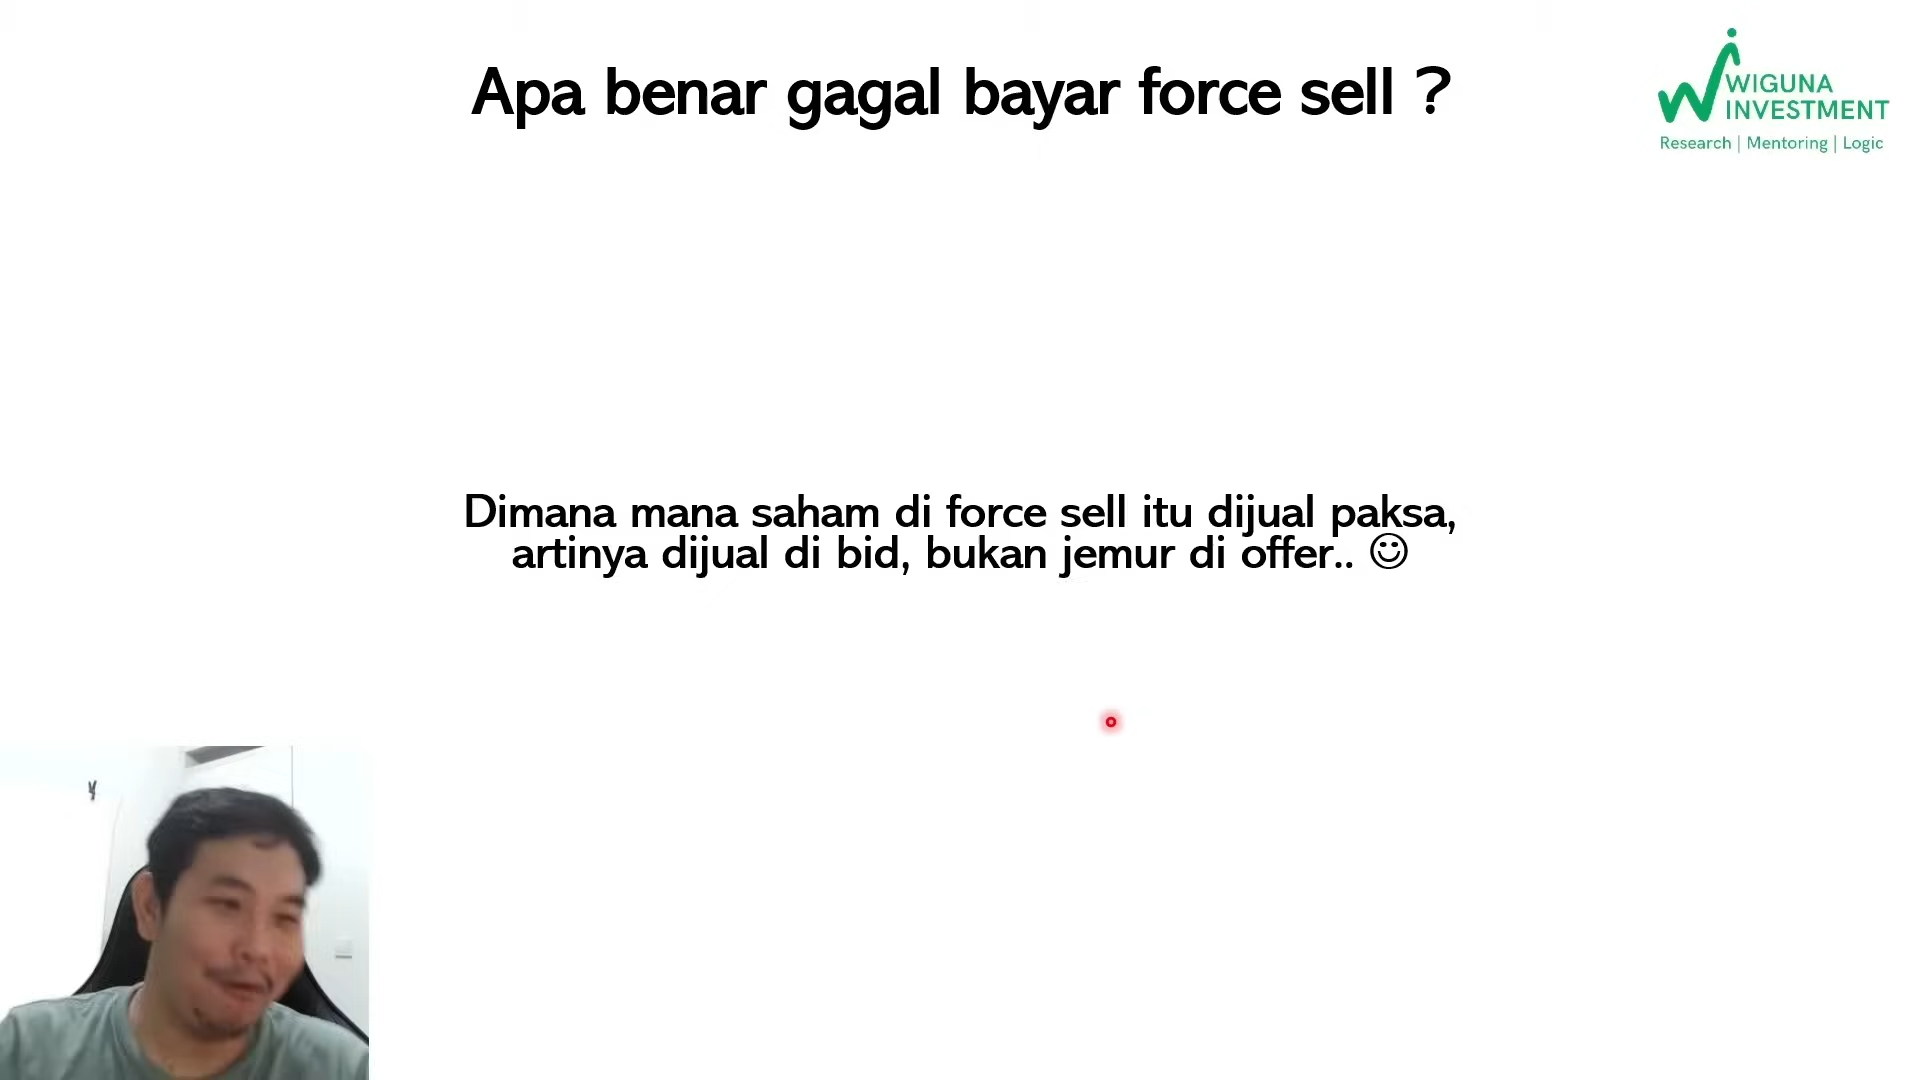 Apa benar gagal bayar force sell ?
WIGUNA
INVESTMENT
Research | Mentoring | Logic
Dimana mana saham di force sell itu dijual paksa,
artinya dijual di bid, bukan jemur di offer.. ☺